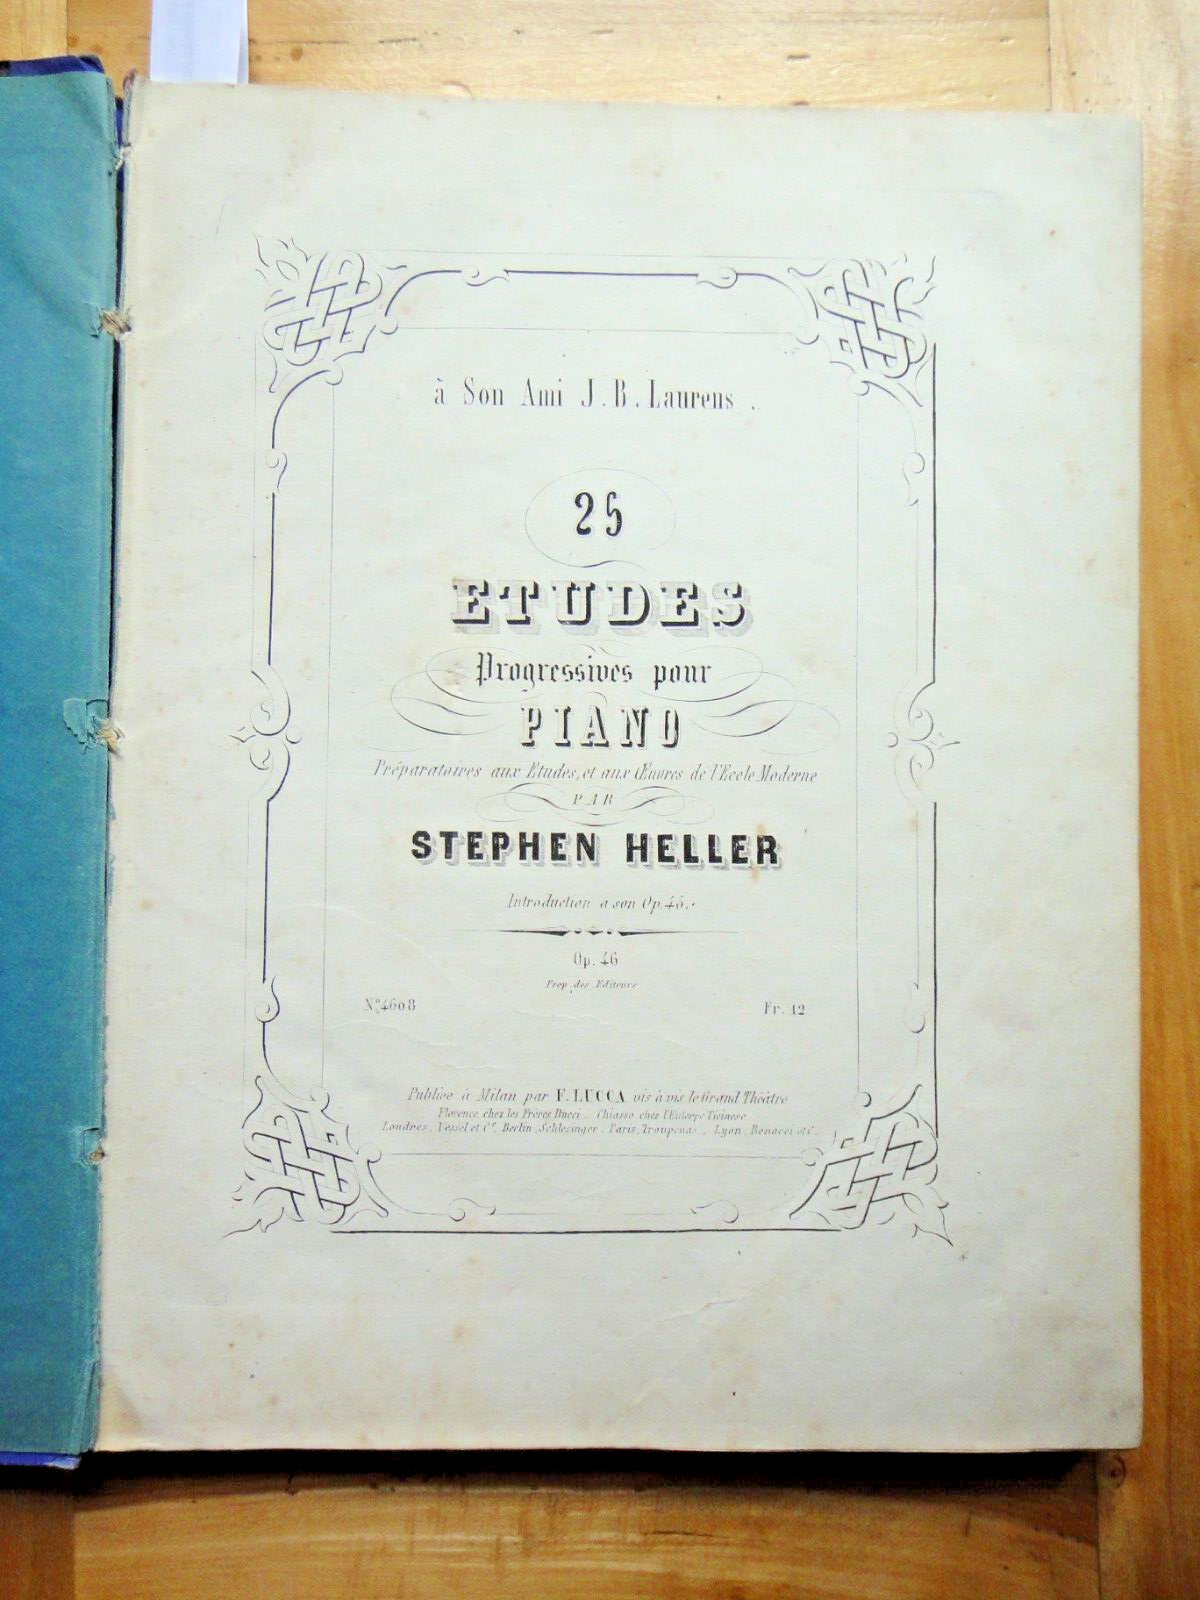 à Son Ami J. B. Laurens.
25
ETUDES
Progressives pour
PIANO
Préparatoires aux Etudes, et aux Œuvres de l'Ecole Moderne
PAR
STEPHEN HELLER
Introduction a son Op. 45.
Op. 46
Prop. des Editeurs
N.º 4608
Fr. 12
Publiée à Milan par F. LUCCA vis à vis le Grand Théâtre
Florence chez les Frères Ducci. Chiasso chez l'Euterpe Ticinese
Londres, Vessel et C.º Berlin, Schlesinger. Paris, Troupenas. Lyon, Benacci et C.